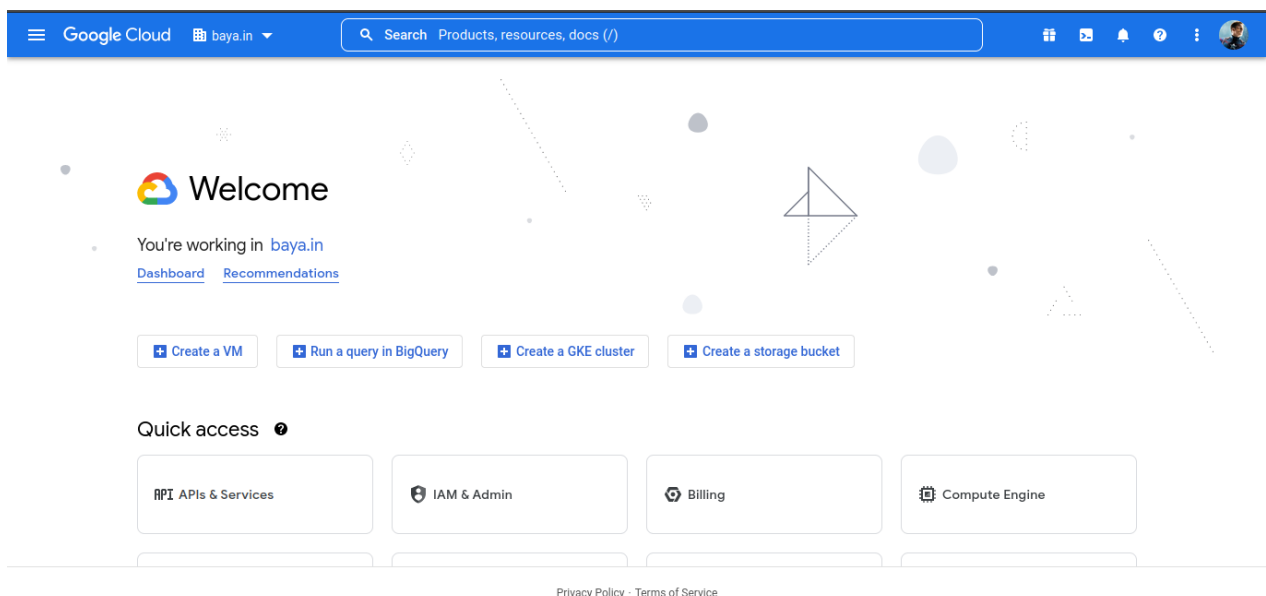 Google Cloud baya.in Search Products, resources, docs (/)
Welcome
You're working in baya.in
Dashboard Recommendations
Create a VM Run a query in BigQuery Create a GKE cluster Create a storage bucket
Quick access
API APIs & Services IAM & Admin Billing Compute Engine
Privacy Policy · Terms of Service